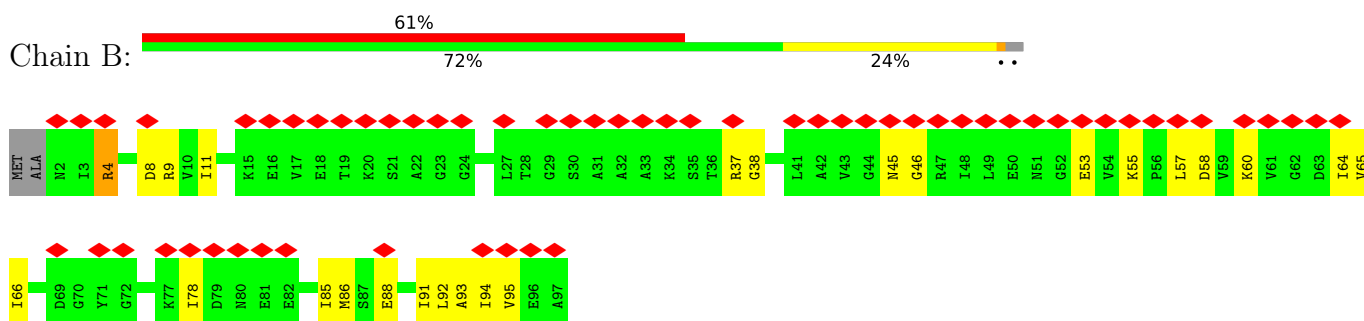 61%
Chain B:
72% 24% • •
MET ALA N2 I3 R4 D8 R9 V10 I11 K15 E16 V17 E18 T19 K20 S21 A22 G23 G24 L27 T28 G29 S30 A31 A32 A33 K34 S35 T36 R37 G38 L41 A42 V43 G44 N45 G46 R47 I48 L49 E50 N51 G52 E53 V54 K55 P56 L57 D58 V59 K60 V61 G62 D63 I64 V65
I66 D69 G70 Y71 G72 K77 I78 D79 N80 E81 E82 I85 M86 S87 E88 I91 L92 A93 I94 V95 E96 A97